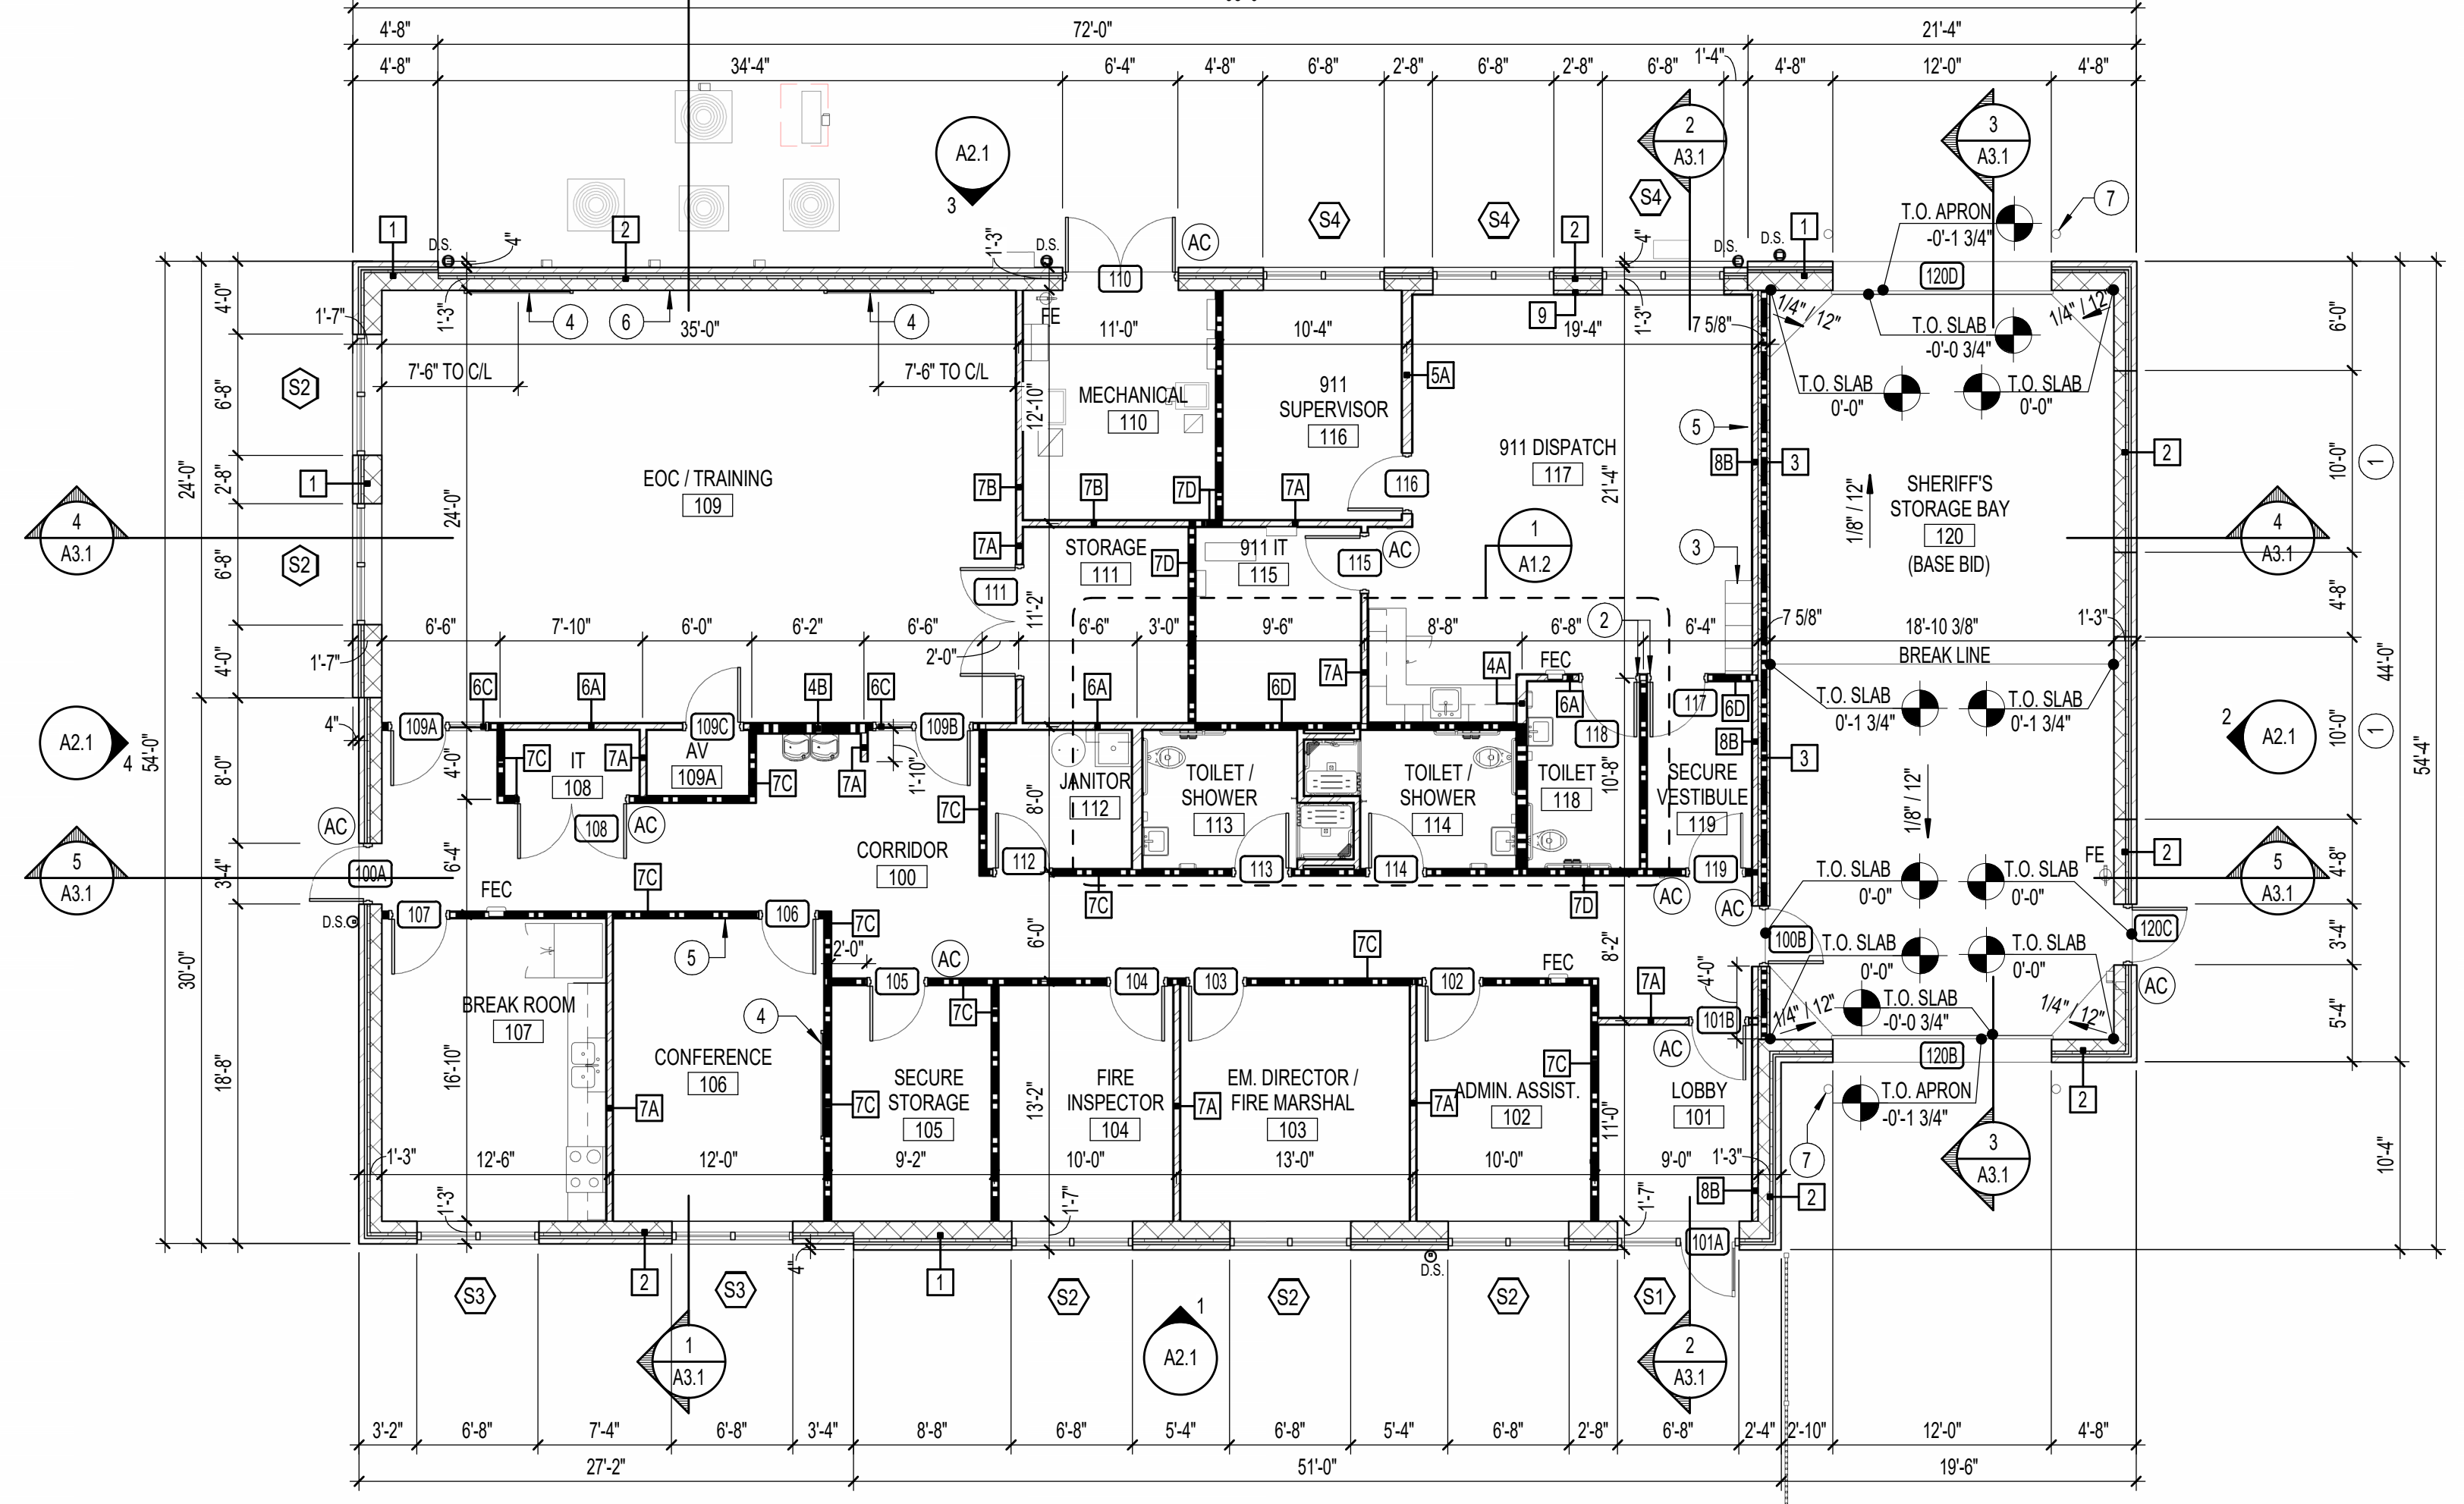 4'-8"
72'-0"
21'-4"
4'-8"
34'-4"
6'-4"
4'-8"
6'-8"
2'-8"
6'-8"
2'-8"
6'-8"
1'-4"
4'-8"
12'-0"
4'-8"
A2.1
3
S4
S4
S4
2
A3.1
3
A3.1
7
T.O. APRON
-0'-1 3/4"
1
D.S.
4"
2
1'-3"
D.S.
110
AC
2
D.S.
4"
D.S.
1
120D
4'-0"
1'-7"
1'-3"
4
6
35'-0"
4
FE
11'-0"
10'-4"
9
19'-4"
1'-3"
7 5/8"
1/4" / 12"
T.O. SLAB
-0'-0 3/4"
1/4" / 12"
6'-0"
S2
6'-8"
7'-6" TO C/L
7'-6" TO C/L
12'-10"
MECHANICAL
110
911
SUPERVISOR
116
5A
T.O. SLAB
0'-0"
T.O. SLAB
0'-0"
24'-0"
2'-8"
1
24'-0"
EOC / TRAINING
109
7B
7B
7D
7A
116
911 DISPATCH
117
21'-4"
5
8B
3
SHERIFF'S
STORAGE BAY
120
(BASE BID)
1/8" / 12"
2
10'-0"
1
4
A3.1
S2
6'-8"
7A
STORAGE
111
7D
911 IT
115
115
AC
1
A1.2
3
4
A3.1
111
11'-2"
4'-8"
4'-0"
1'-7"
6'-6"
7'-10"
6'-0"
6'-2"
6'-6"
2'-0"
6'-6"
3'-0"
9'-6"
8'-8"
6'-8"
2
6'-4"
7 5/8"
18'-10 3/8"
1'-3"
BREAK LINE
44'-0"
6C
6A
4B
6C
6A
6D
7A
4A
FEC
6A
117
6D
T.O. SLAB
0'-1 3/4"
T.O. SLAB
0'-1 3/4"
A2.1
4
54'-0"
4"
109A
109C
109B
118
8B
3
10'-0"
1
2
A2.1
54'-4"
8'-0"
4'-0"
7C
IT
108
7A
AV
109A
7C
7A
1'-10"
7C
JANITOR
112
8'-0"
TOILET /
SHOWER
113
TOILET /
SHOWER
114
TOILET
118
10'-8"
SECURE
VESTIBULE
119
1/8" / 12"
AC
108
AC
5
A3.1
100A
3'-4"
6'-4"
CORRIDOR
100
112
113
114
119
T.O. SLAB
0'-0"
T.O. SLAB
0'-0"
FE
2
4'-8"
5
A3.1
D.S.
107
FEC
7C
106
7C
7C
7D
AC
AC
100B
120C
30'-0"
5
2'-0"
AC
6'-0"
7C
8'-2"
FEC
T.O. SLAB
0'-0"
T.O. SLAB
0'-0"
3'-4"
AC
105
7C
104
103
102
7A
4'-0"
101B
AC
BREAK ROOM
107
4
1/4" / 12"
T.O. SLAB
-0'-0 3/4"
1/4" / 12"
5'-4"
18'-8"
16'-10"
CONFERENCE
106
7A
7C
SECURE
STORAGE
105
13'-2"
FIRE
INSPECTOR
104
7A
EM. DIRECTOR /
FIRE MARSHAL
103
7A
ADMIN. ASSIST.
102
7C
11'-0"
LOBBY
101
120B
T.O. APRON
-0'-1 3/4"
2
3
A3.1
7
10'-4"
1'-3"
12'-6"
12'-0"
9'-2"
10'-0"
13'-0"
10'-0"
9'-0"
1'-3"
1'-3"
1'-7"
1'-7"
8B
2
101A
4"
D.S.
S3
2
S3
1
S2
S2
S2
S1
1
A3.1
A2.1
1
2
A3.1
3'-2"
6'-8"
7'-4"
6'-8"
3'-4"
8'-8"
6'-8"
5'-4"
6'-8"
5'-4"
6'-8"
2'-8"
6'-8"
2'-4"
2'-10"
12'-0"
4'-8"
27'-2"
51'-0"
19'-6"